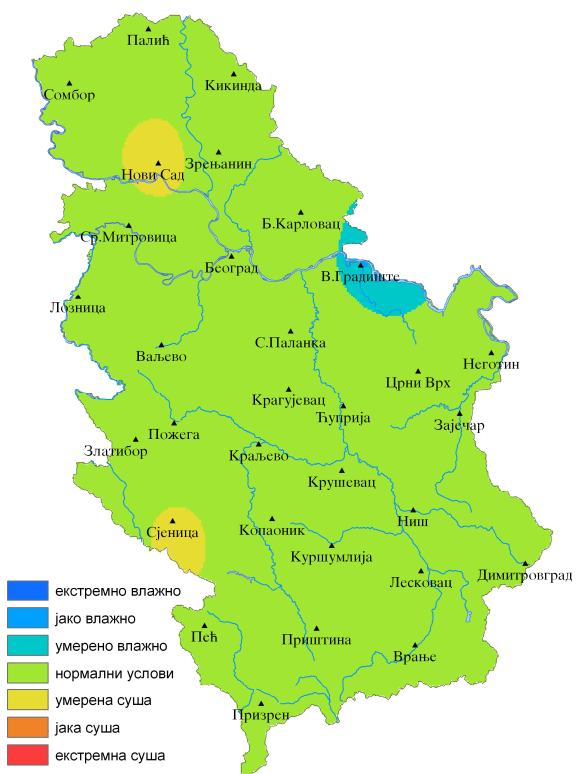 Палић
Кикинда
Сомбор
Зрењанин
Нови Сад
Б.Карловац
Ср.Митровица
Београд
В.Градиште
Лозница
С.Паланка
Ваљево
Неготин
Црни Врх
Крагујевац
Ћуприја
Зајечар
Пожега
Златибор
Краљево
Крушевац
Ниш
Сјеница
Копаоник
Куршумлија
Димитровград
Лесковац
Пећ
Приштина
Врање
Призрен
екстремно влажно
јако влажно
умерено влажно
нормални услови
умерена суша
јака суша
екстремна суша